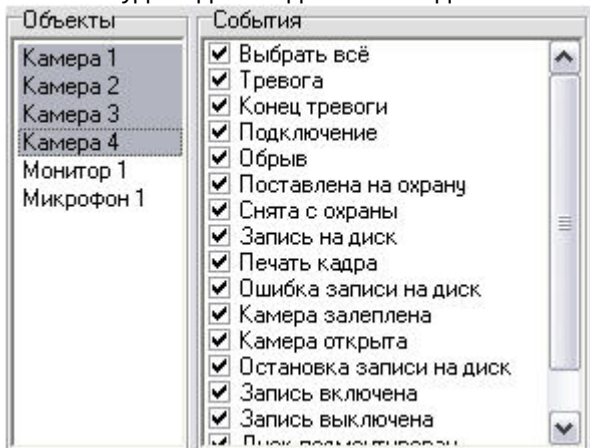 Объекты
Камера 1
Камера 2
Камера 3
Камера 4
Монитор 1
Микрофон 1
События
Выбрать всё
Тревога
Конец тревоги
Подключение
Обрыв
Поставлена на охрану
Снята с охраны
Запись на диск
Печать кадра
Ошибка записи на диск
Камера залеплена
Камера открыта
Остановка записи на диск
Запись включена
Запись выключена